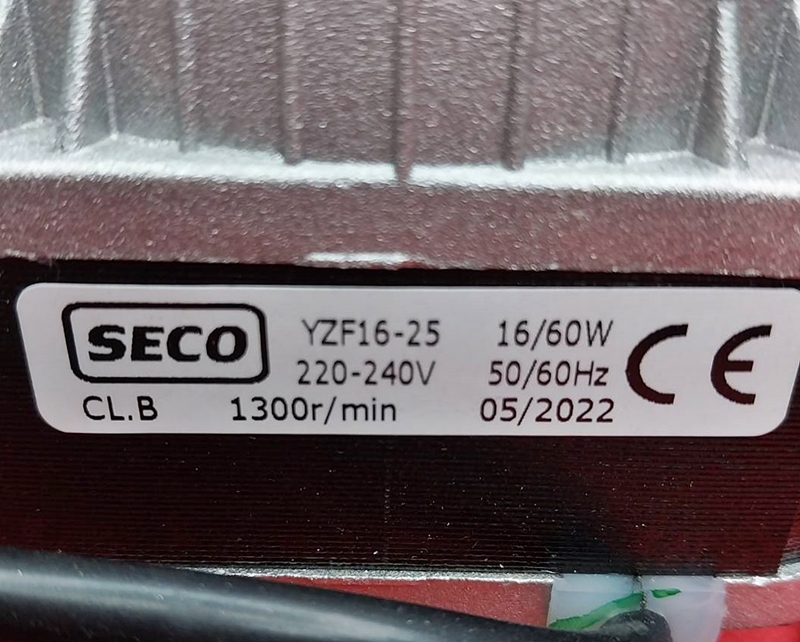 SECO YZF16-25 16/60W CE
220-240V 50/60Hz
CL.B 1300r/min 05/2022